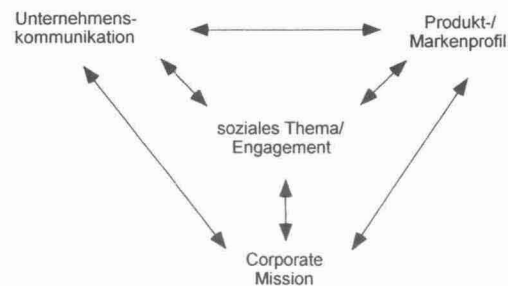 Unternehmens-
kommunikation
Produkt-/
Markenprofil
soziales Thema/
Engagement
Corporate
Mission